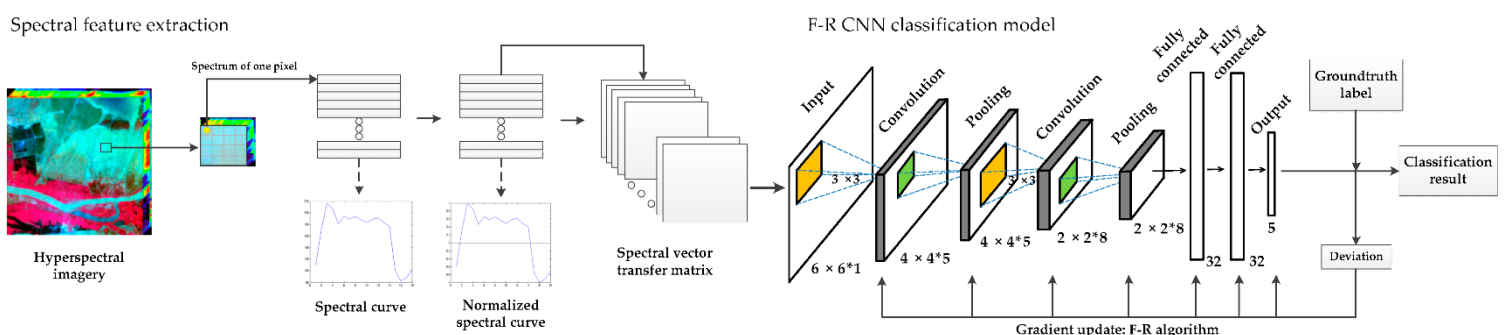 Spectral feature extraction
F-R CNN classification model
Spectrum of one pixel
Hyperspectral
imagery
Spectral curve
Normalized
spectral curve
Spectral vector
transfer matrix
Input
Convolution
Pooling
Convolution
Pooling
Fully
connected
Fully
connected
Output
3 ×3
3 ×3
6 × 6*1
4 × 4*5
4 × 4*5
2 × 2*8
2 × 2*8
32
32
5
Groundtruth
label
Classification
result
Deviation
Gradient update: F-R algorithm